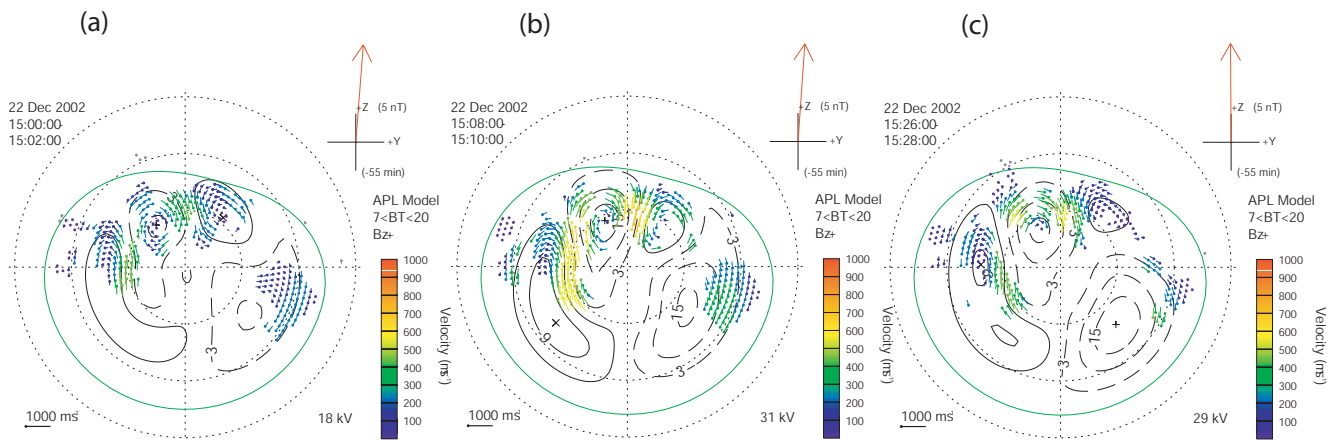 (a)
22 Dec 2002
15:00:00-
15:02:00
+Z (5 nT)
+Y
(-55 min)
APL Model
7<BT<20
Bz+
1000
900
800
700
600
500
400
300
200
100
Velocity (ms⁻¹)
3
1000 ms⁻¹
18 kV
(b)
22 Dec 2002
15:08:00-
15:10:00
+Z (5 nT)
+Y
(-55 min)
APL Model
7<BT<20
Bz+
1000
900
800
700
600
500
400
300
200
100
Velocity (ms⁻¹)
15
3
3
15
9
3
1000 ms⁻¹
31 kV
(c)
22 Dec 2002
15:26:00-
15:28:00
+Z (5 nT)
+Y
(-55 min)
APL Model
7<BT<20
Bz+
1000
900
800
700
600
500
400
300
200
100
Velocity (ms⁻¹)
3
15
3
1000 ms⁻¹
29 kV